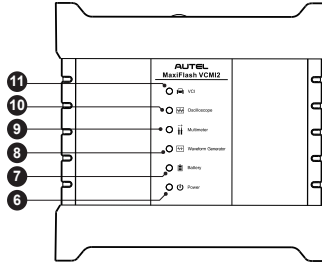 AUTEL
MaxiFlash VCMI2
11 VCI
10 Oscilloscope
9 Multimeter
8 Waveform Generator
7 Battery
6 Power